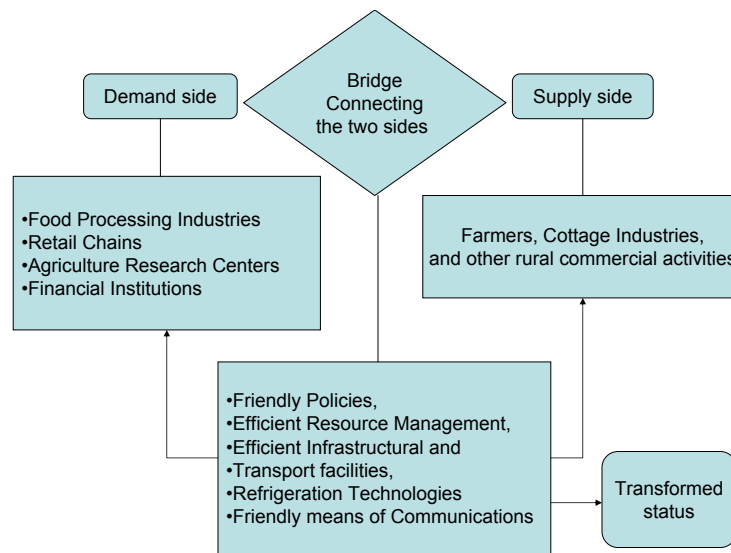 Demand side
Bridge
Connecting
the two sides
Supply side
•Food Processing Industries
•Retail Chains
•Agriculture Research Centers
•Financial Institutions
Farmers, Cottage Industries,
and other rural commercial activities
•Friendly Policies,
•Efficient Resource Management,
•Efficient Infrastructural and
•Transport facilities,
•Refrigeration Technologies
•Friendly means of Communications
Transformed
status